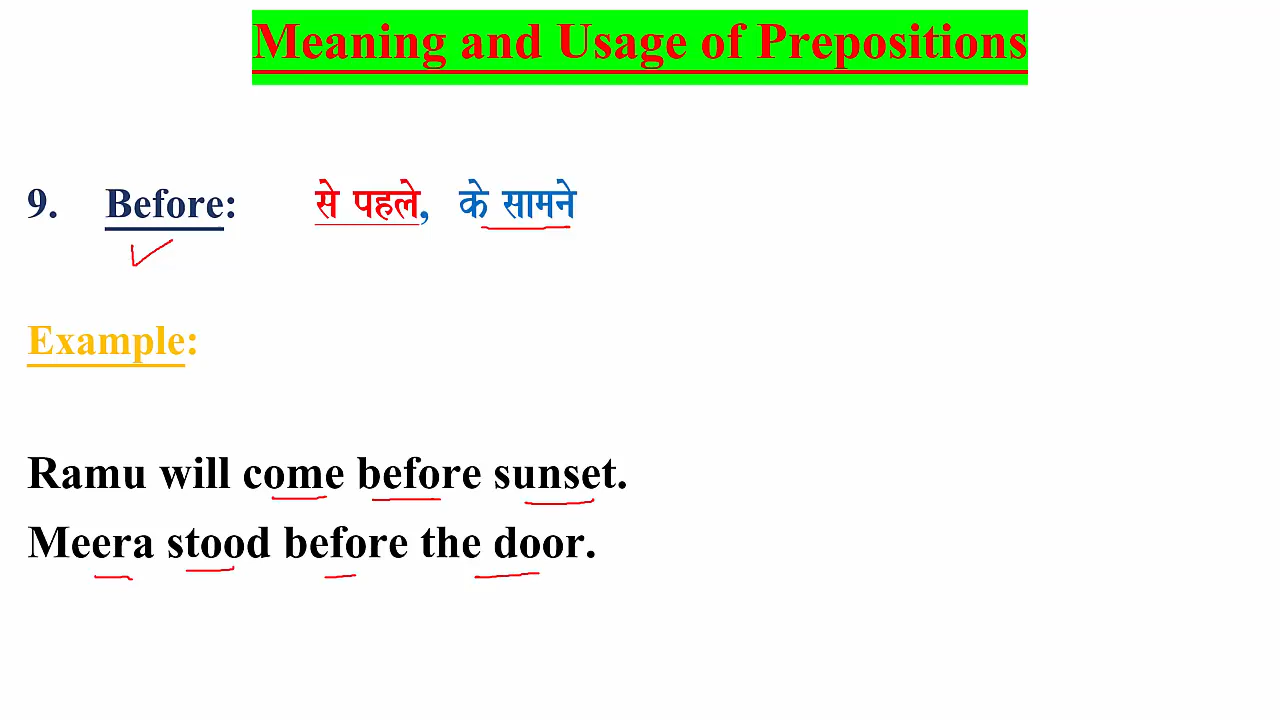 Meaning and Usage of Prepositions
9. Before: से पहले, के सामने
Example:
Ramu will come before sunset.
Meera stood before the door.